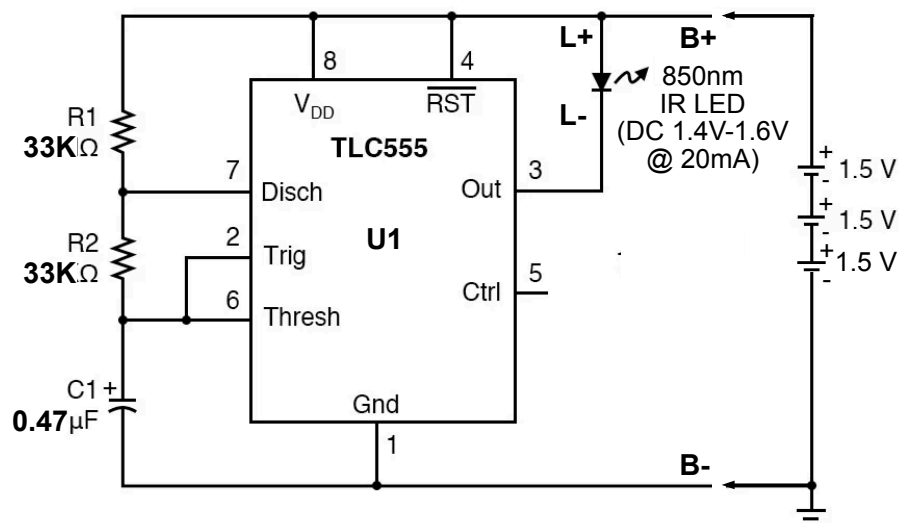 L+
B+
8
4
850nm
IR LED
(DC 1.4V-1.6V
@ 20mA)
V_DD
RST
L-
R1
33KΩ
TLC555
7
Disch
Out
3
+
1.5 V
-
R2
33KΩ
2
Trig
U1
+
1.5 V
-
6
Thresh
Ctrl
5
+
1.5 V
-
C1 +
0.47µF
Gnd
1
B-